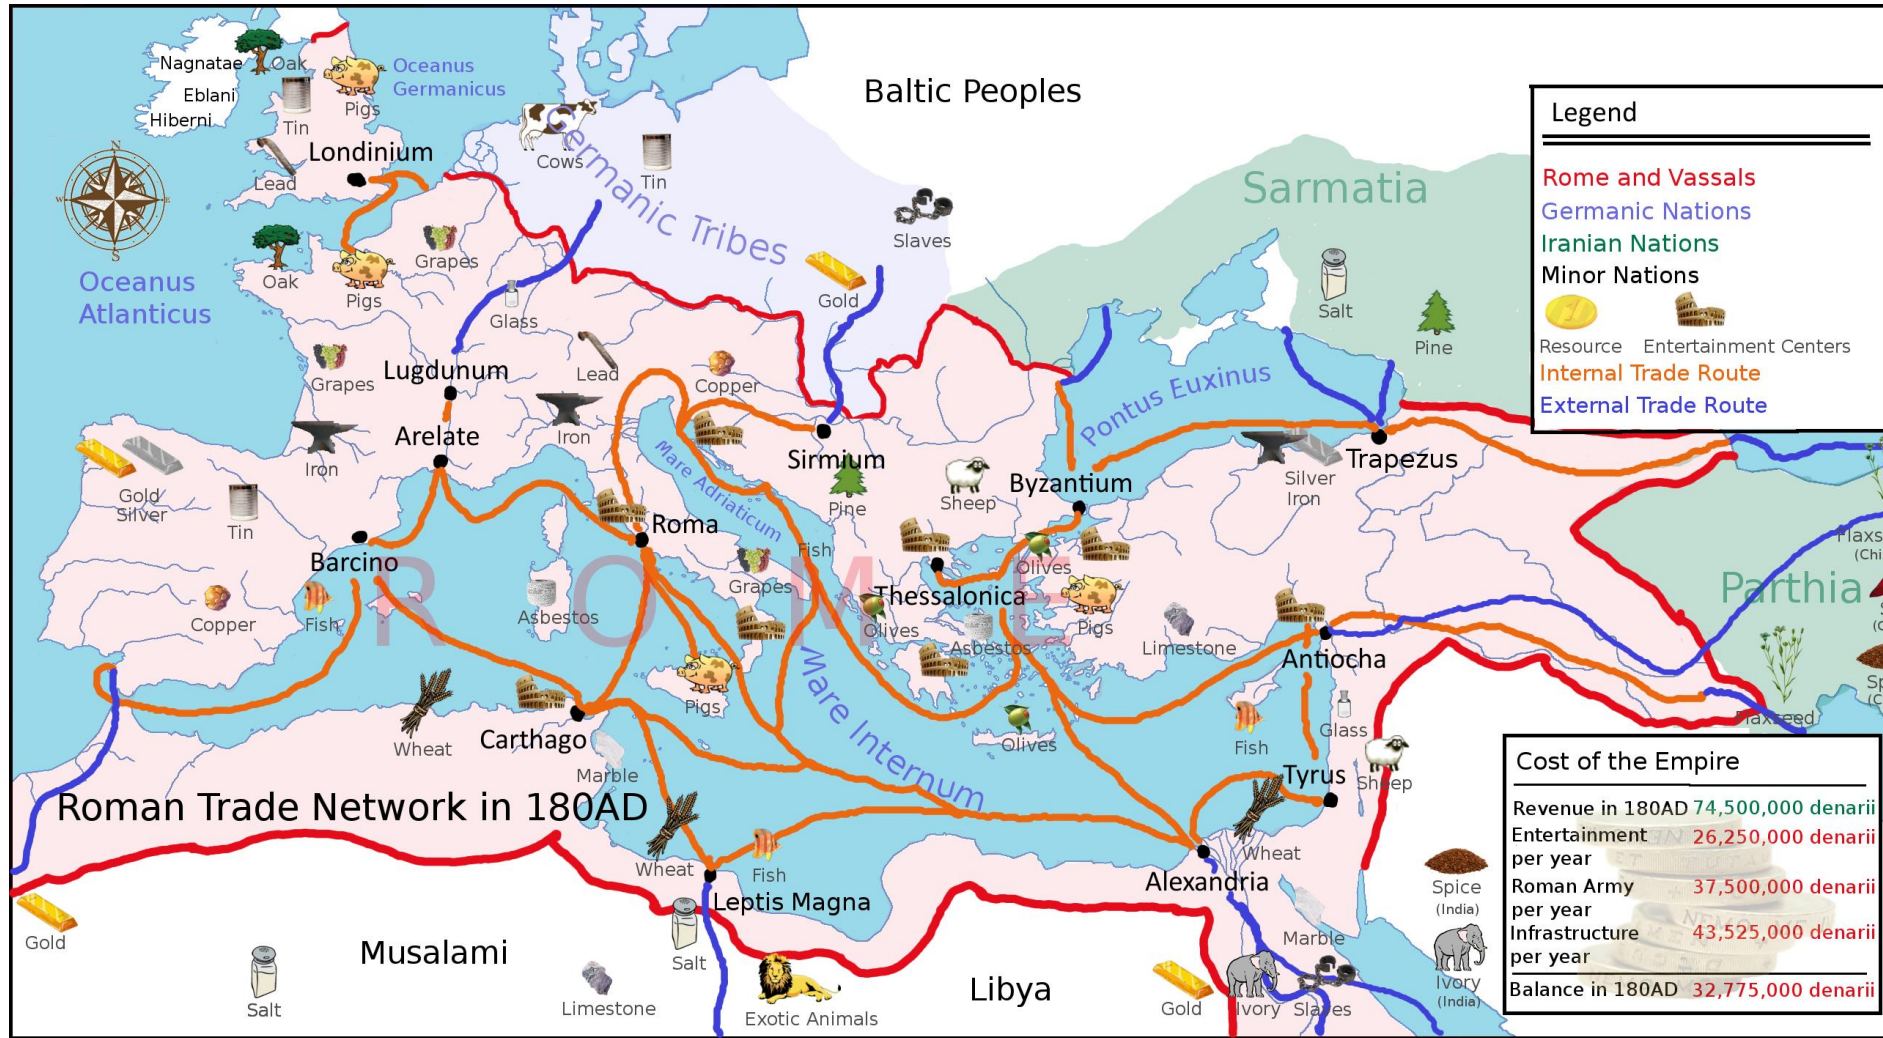 Nagnatae
Oak
Eblani
Hiberni
Tin
Pigs
Oceanus
Germanicus
Baltic Peoples
Londinium
Lead
N
W
E
S
Cows
Tin
Germanic Tribes
Slaves
Sarmatia
Oceanus
Atlanticus
Oak
Pigs
Grapes
Glass
Gold
Salt
Pine
Legend
Rome and Vassals
Germanic Nations
Iranian Nations
Minor Nations
Resource
Entertainment Centers
Internal Trade Route
External Trade Route
Grapes
Lugdunum
Lead
Copper
Pontus Euxinus
Arelate
Iron
Iron
Mare Adriaticum
Sirmium
Pine
Sheep
Byzantium
Trapezus
Silver
Iron
Gold
Silver
Tin
Roma
Barcino
Fish
Grapes
Olives
ROME
Thessalonica
Copper
Fish
Asbestos
Olives
Asbestos
Pigs
Limestone
Antiocha
Parthia
Flaxs
(Chi
Sp
Flaxseed
Wheat
Carthago
Pigs
Mare Internum
Olives
Fish
Glass
Marble
Tyrus
Sheep
Roman Trade Network in 180AD
Wheat
Fish
Wheat
Leptis Magna
Alexandria
Gold
Musalami
Salt
Limestone
Salt
Exotic Animals
Libya
Gold
Ivory
Slaves
Marble
Spice
(India)
Ivory
(India)
Cost of the Empire
Revenue in 180AD 74,500,000 denarii
Entertainment 26,250,000 denarii
per year
Roman Army 37,500,000 denarii
per year
Infrastructure 43,525,000 denarii
per year
Balance in 180AD 32,775,000 denarii